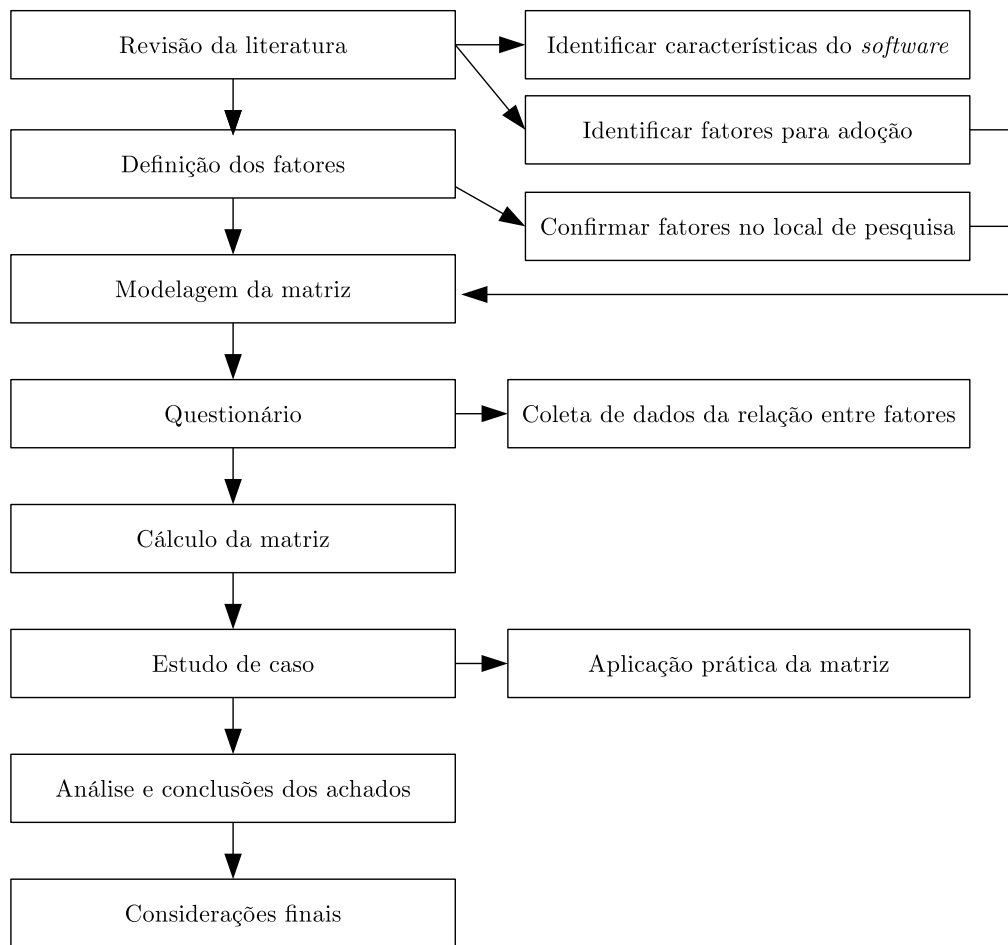 Revisão da literatura
Identificar características do software
Identificar fatores para adoção
Definição dos fatores
Confirmar fatores no local de pesquisa
Modelagem da matriz
Questionário
Coleta de dados da relação entre fatores
Cálculo da matriz
Estudo de caso
Aplicação prática da matriz
Análise e conclusões dos achados
Considerações finais